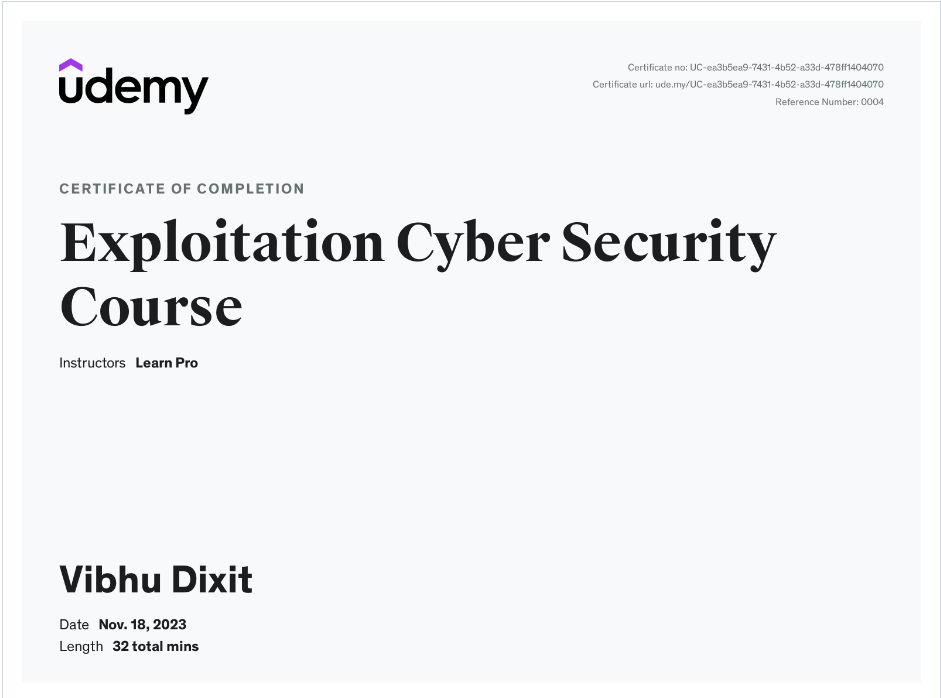 udemy
Certificate no: UC-ea3b5ea9-7431-4b52-a33d-478ff1404070
Certificate url: ude.my/UC-ea3b5ea9-7431-4b52-a33d-478ff1404070
Reference Number: 0004
CERTIFICATE OF COMPLETION
Exploitation Cyber Security
Course
Instructors Learn Pro
Vibhu Dixit
Date Nov. 18, 2023
Length 32 total mins